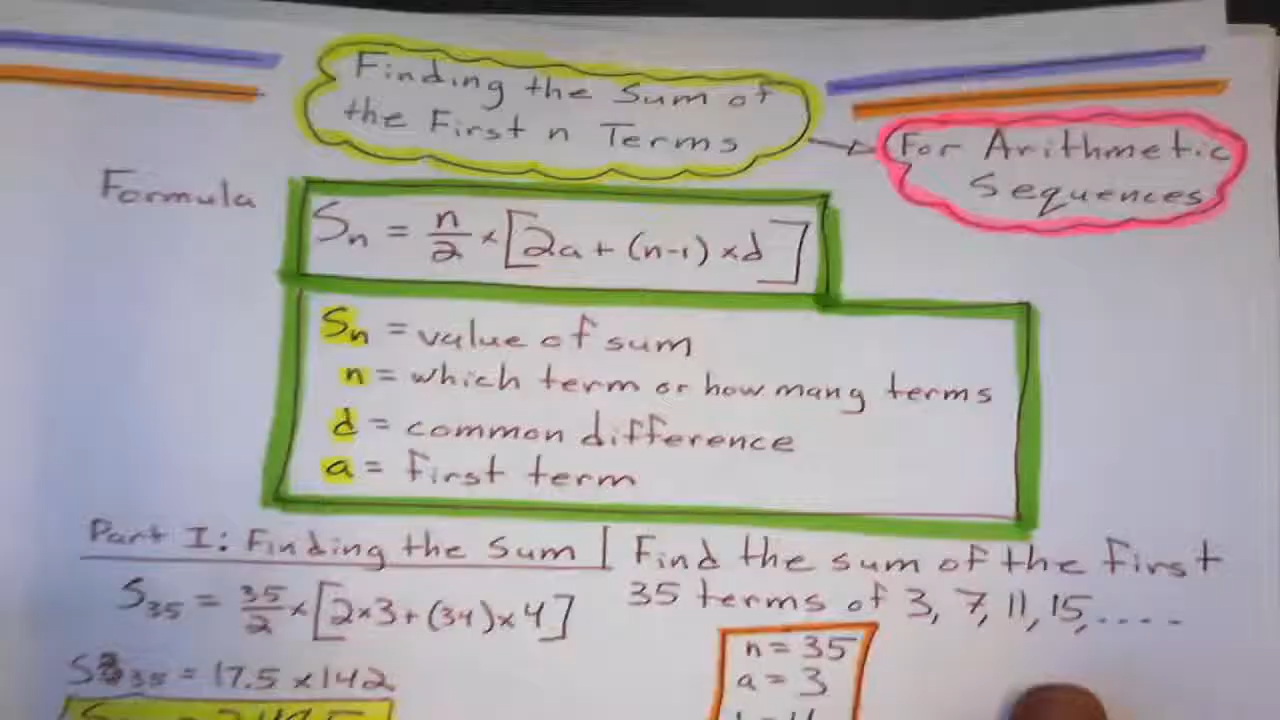 Finding the Sum of
the First n Terms
For Arithmetic
Sequences
Formula
Sn = n/2 × [2a + (n-1) × d]
Sn = value of sum
n = which term or how many terms
d = common difference
a = first term
Part I: Finding the Sum
Find the sum of the first
35 terms of 3, 7, 11, 15, ....
S35 = 35/2 × [2×3 + (34) × 4]
n = 35
a = 3
S35 = 17.5 × 142